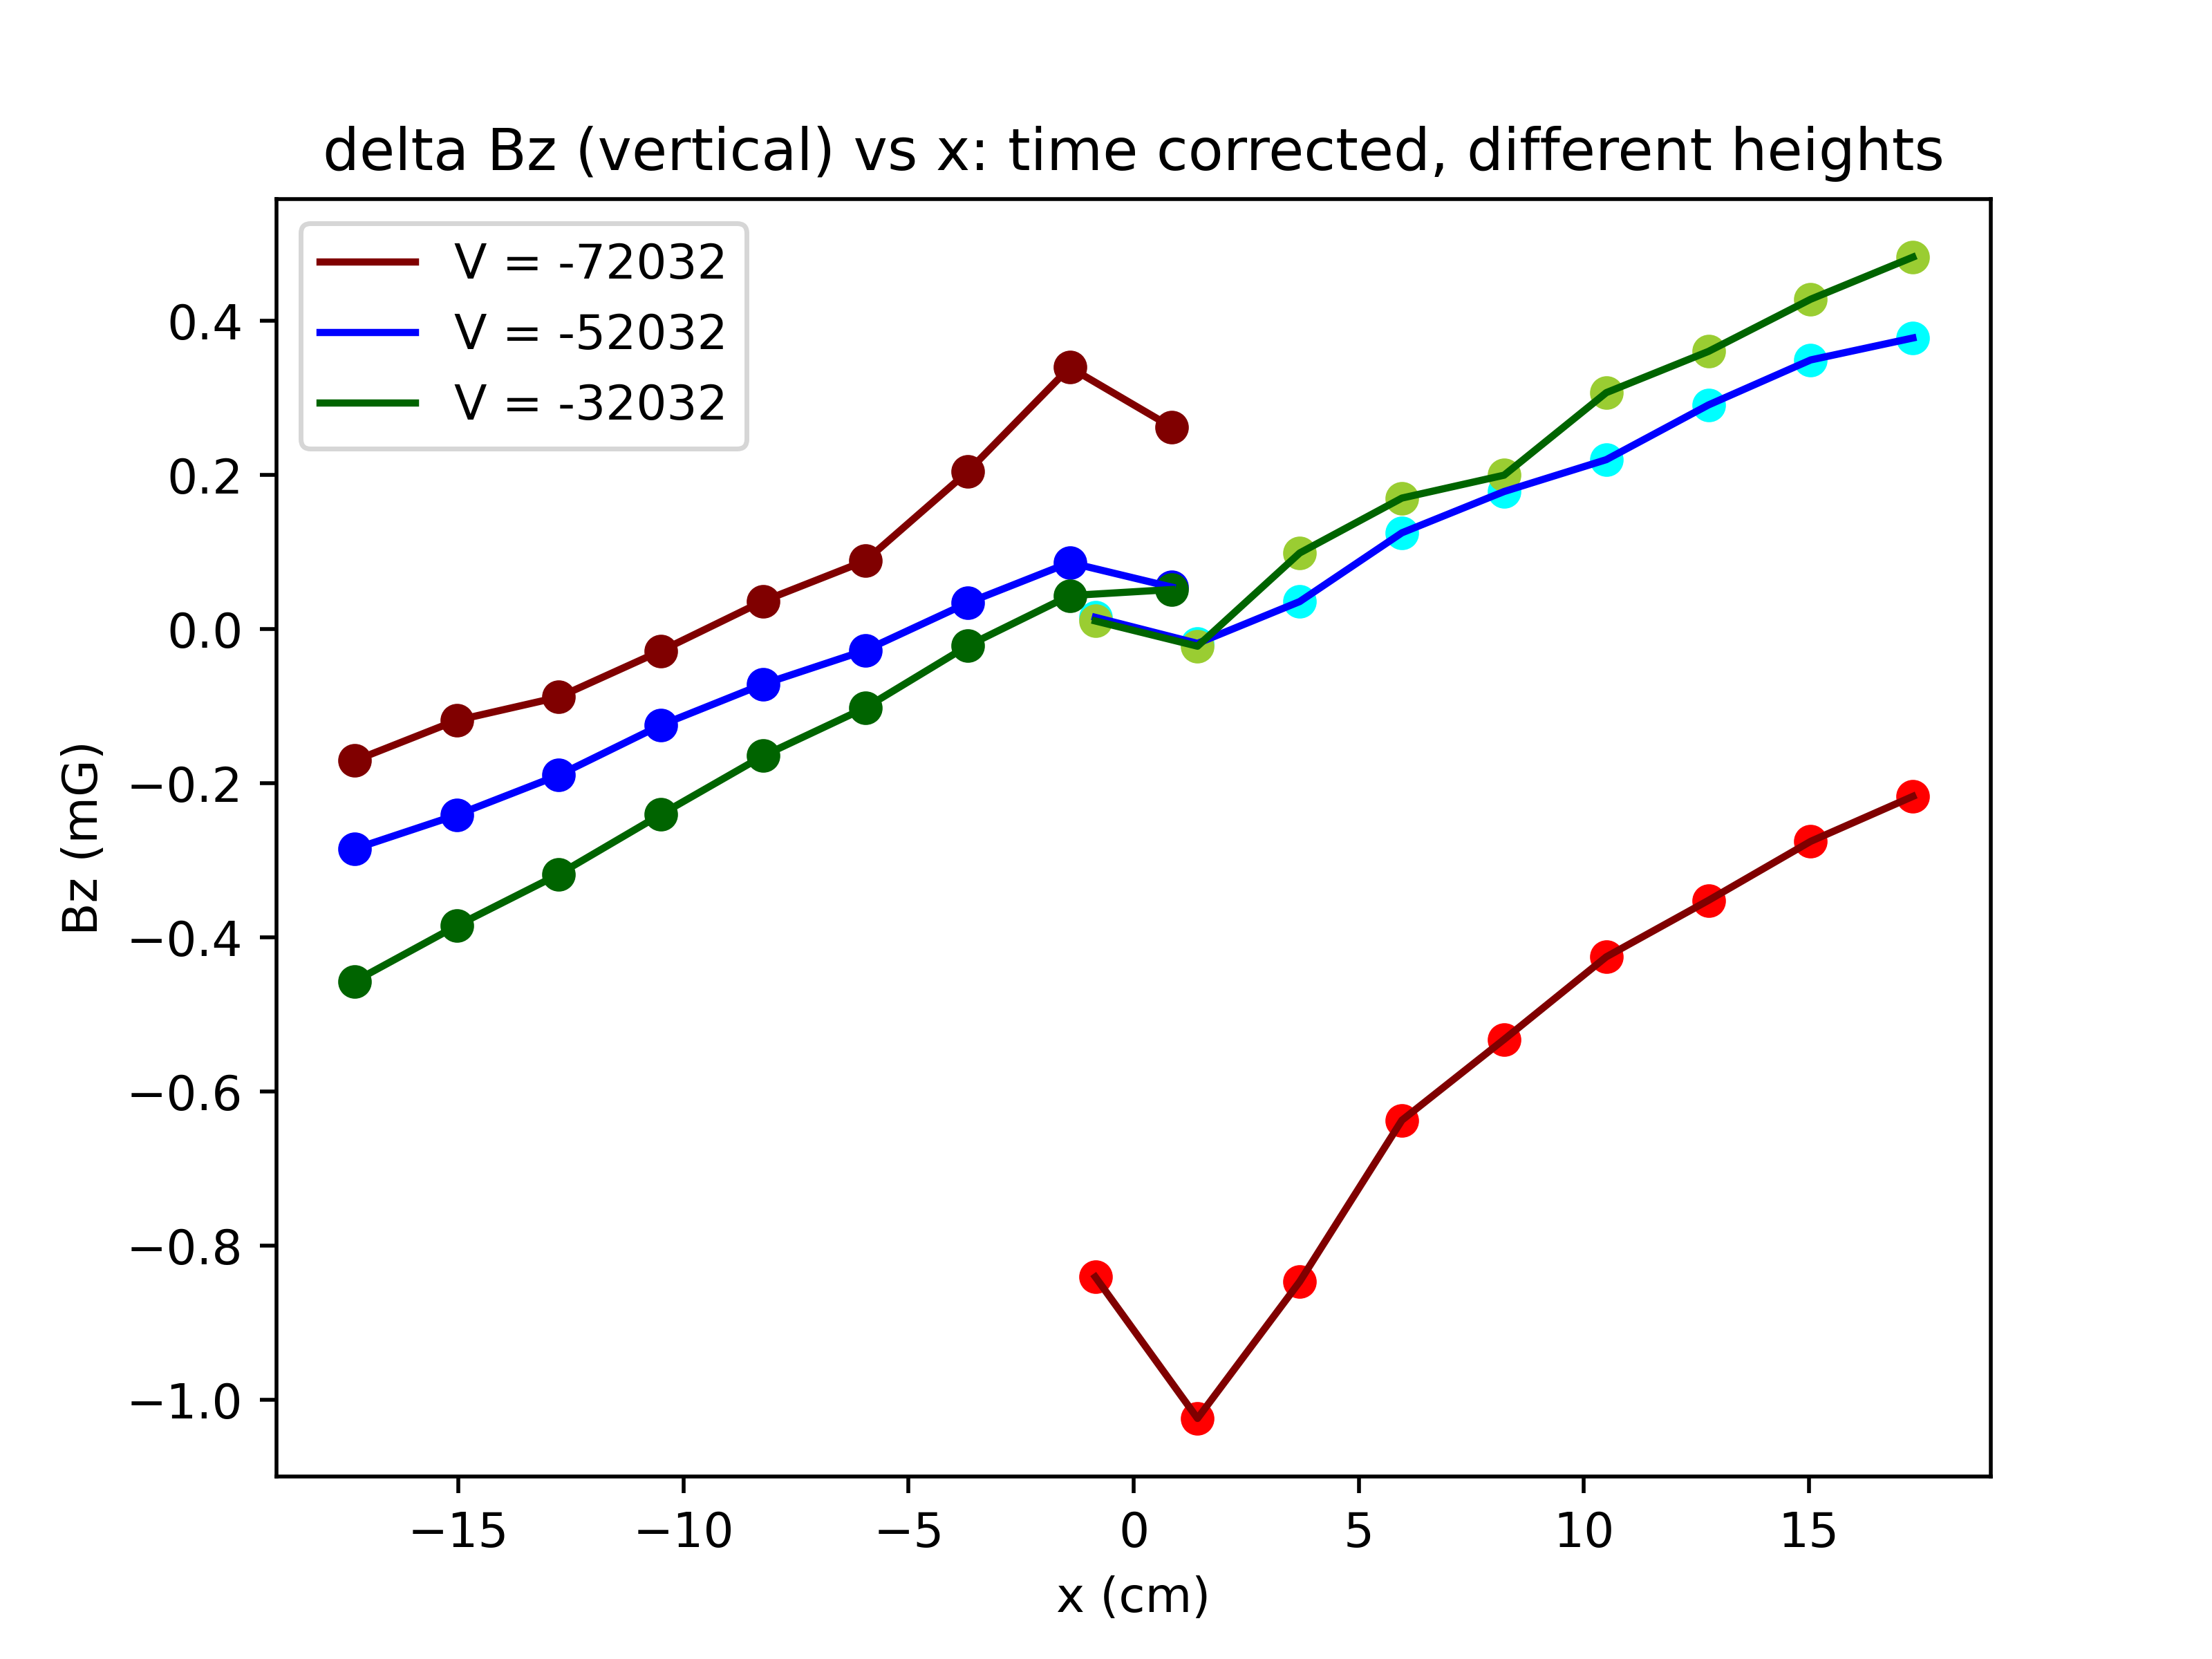 delta Bz (vertical) vs x: time corrected, different heights
V = -72032
V = -52032
V = -32032
0.4
0.2
0.0
−0.2
−0.4
−0.6
−0.8
−1.0
Bz (mG)
−15 −10 −5 0 5 10 15
x (cm)